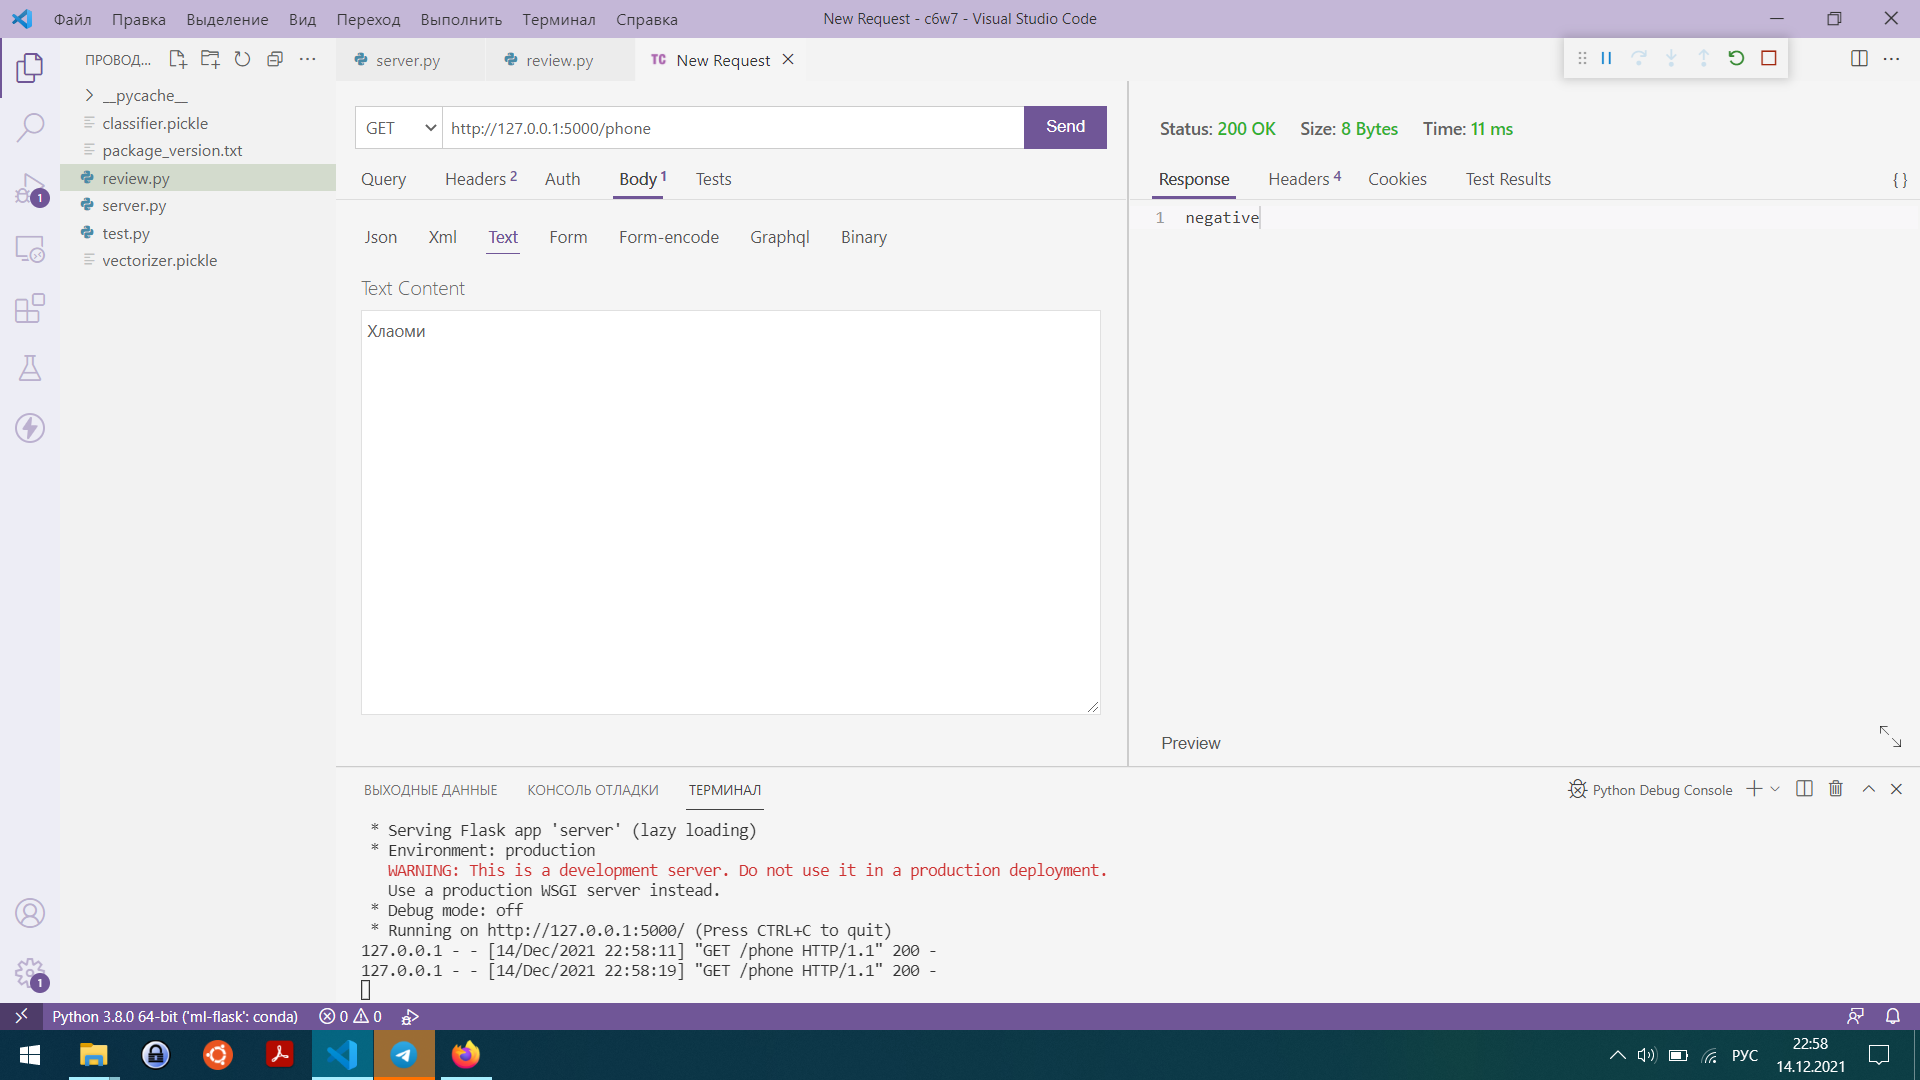 Файл Правка Выделение Вид Переход Выполнить Терминал Справка
New Request - c6w7 - Visual Studio Code
ПРОВОД...
__pycache__
classifier.pickle
package_version.txt
review.py
server.py
test.py
vectorizer.pickle
1
1
server.py
review.py
TC New Request
GET http://127.0.0.1:5000/phone Send
Query Headers 2 Auth Body 1 Tests
Json Xml Text Form Form-encode Graphql Binary
Text Content
Хлаоми
Status: 200 OK Size: 8 Bytes Time: 11 ms
Response Headers 4 Cookies Test Results { }
1 negative
Preview
ВЫХОДНЫЕ ДАННЫЕ КОНСОЛЬ ОТЛАДКИ ТЕРМИНАЛ
Python Debug Console
* Serving Flask app 'server' (lazy loading)
* Environment: production
WARNING: This is a development server. Do not use it in a production deployment.
Use a production WSGI server instead.
* Debug mode: off
* Running on http://127.0.0.1:5000/ (Press CTRL+C to quit)
127.0.0.1 - - [14/Dec/2021 22:58:11] "GET /phone HTTP/1.1" 200 -
127.0.0.1 - - [14/Dec/2021 22:58:19] "GET /phone HTTP/1.1" 200 -
Python 3.8.0 64-bit ('ml-flask': conda) 0 0
РУС
22:58
14.12.2021